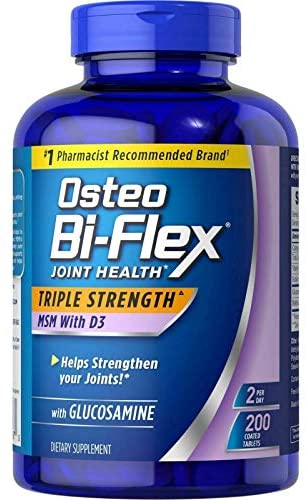 #1 Pharmacist Recommended Brand†
Osteo
Bi-Flex®
JOINT HEALTH*
TRIPLE STRENGTH∆
MSM With D3
Helps Strengthen
your Joints!*
with GLUCOSAMINE
DIETARY SUPPLEMENT
2 PER
DAY
200
COATED
TABLETS